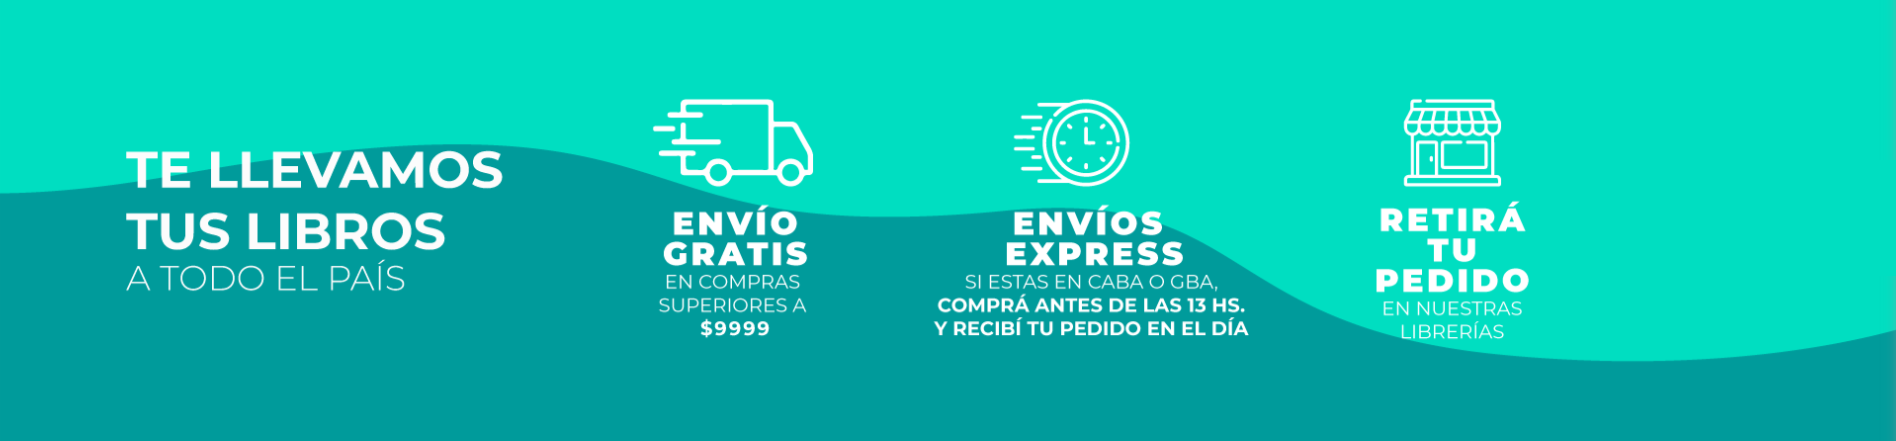 TE LLEVAMOS
TUS LIBROS
A TODO EL PAÍS
ENVÍO
GRATIS
EN COMPRAS
SUPERIORES A
$9999
ENVÍOS
EXPRESS
SI ESTAS EN CABA O GBA,
COMPRÁ ANTES DE LAS 13 HS.
Y RECIBÍ TU PEDIDO EN EL DÍA
RETIRÁ
TU
PEDIDO
EN NUESTRAS
LIBRERÍAS